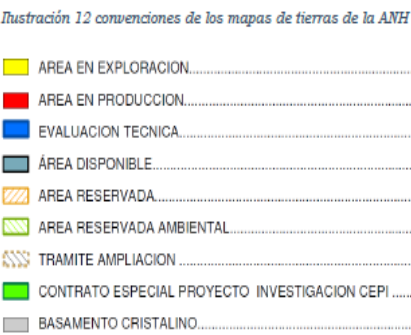 Ilustración 12 convenciones de los mapas de tierras de la ANH
AREA EN EXPLORACION
AREA EN PRODUCCION
EVALUACION TECNICA
ÁREA DISPONIBLE
AREA RESERVADA
AREA RESERVADA AMBIENTAL
TRAMITE AMPLIACION
CONTRATO ESPECIAL PROYECTO INVESTIGACION CEPI
BASAMENTO CRISTALINO